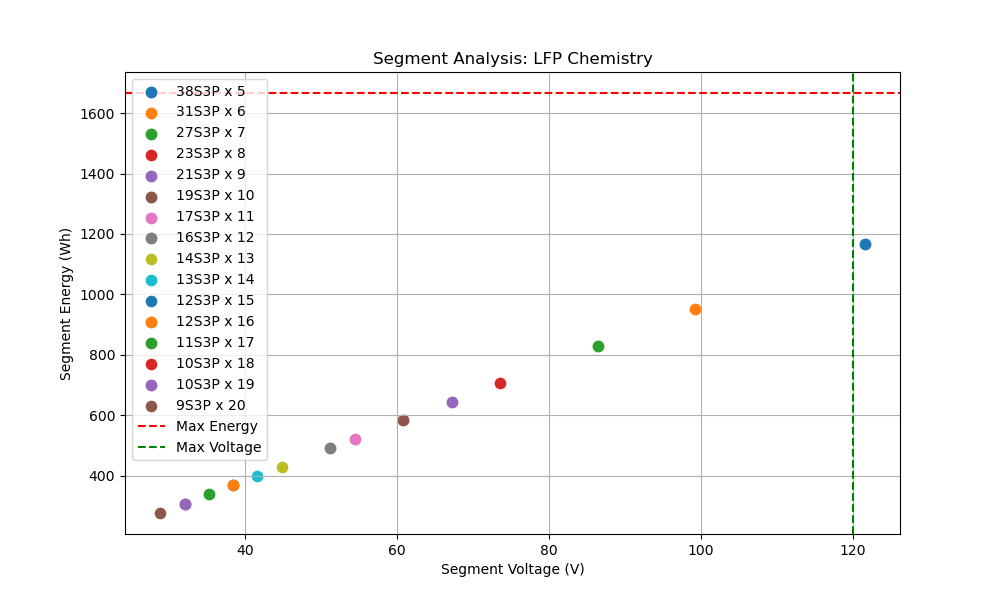 Segment Analysis: LFP Chemistry
38S3P x 5
31S3P x 6
27S3P x 7
23S3P x 8
21S3P x 9
19S3P x 10
17S3P x 11
16S3P x 12
14S3P x 13
13S3P x 14
12S3P x 15
12S3P x 16
11S3P x 17
10S3P x 18
10S3P x 19
9S3P x 20
Max Energy
Max Voltage
Segment Energy (Wh)
1600
1400
1200
1000
800
600
400
40 60 80 100 120
Segment Voltage (V)